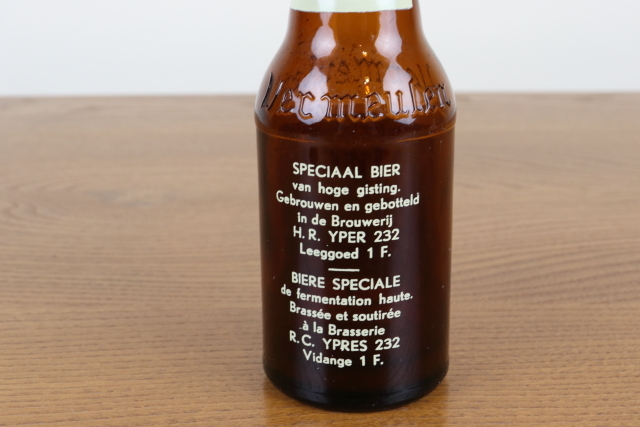 Vermeulen
SPECIAAL BIER
van hoge gisting.
Gebrouwen en gebotteld
in de Brouwerij
H.R. YPER 232
Leeggoed 1 F.
BIERE SPECIALE
de fermentation haute.
Brassée et soutirée
à la Brasserie
R.C. YPRES 232
Vidange 1 F.